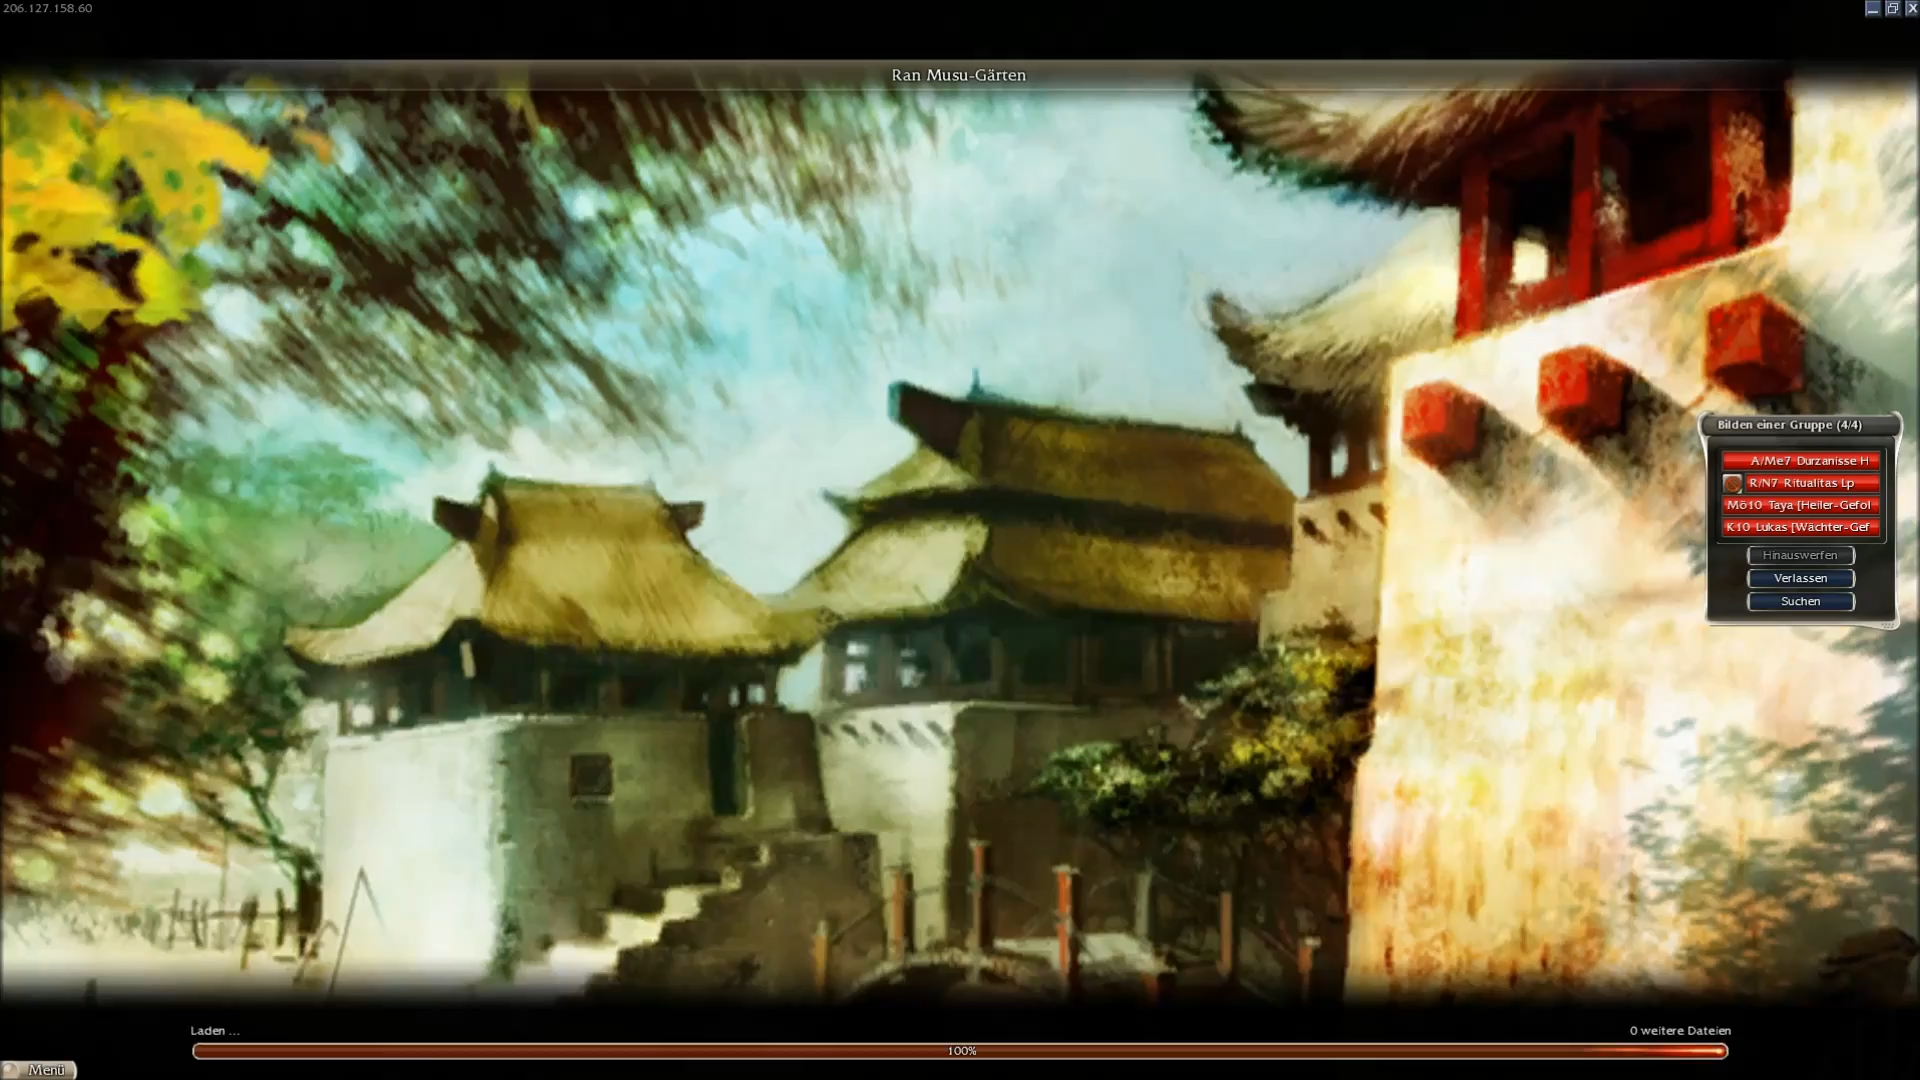 206.127.158.60
Ran Musu-Gärten
Bilden einer Gruppe (4/4)
A/Me7 Durzanisse H
R/N7 Ritualitas Lp
Mö10 Taya [Heiler-Gefol
K10 Lukas [Wächter-Gef
Hinauswerfen
Verlassen
Suchen
Laden ...
0 weitere Dateien
100%
Menü